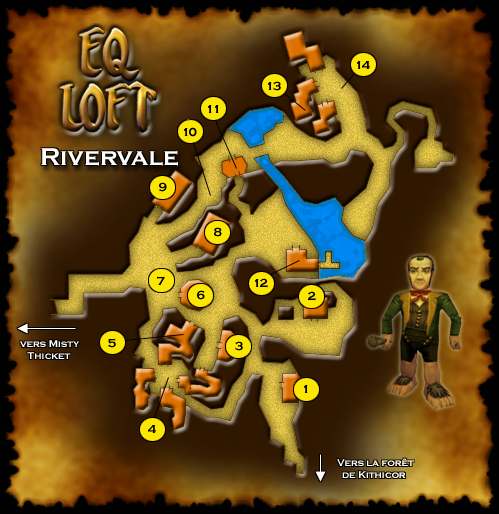 EQ
LOFT
RIVERVALE
14
13
11
10
9
8
7
6
12
2
5
3
1
4
VERS MISTY
THICKET
VERS LA FORÊT
DE KITHICOR